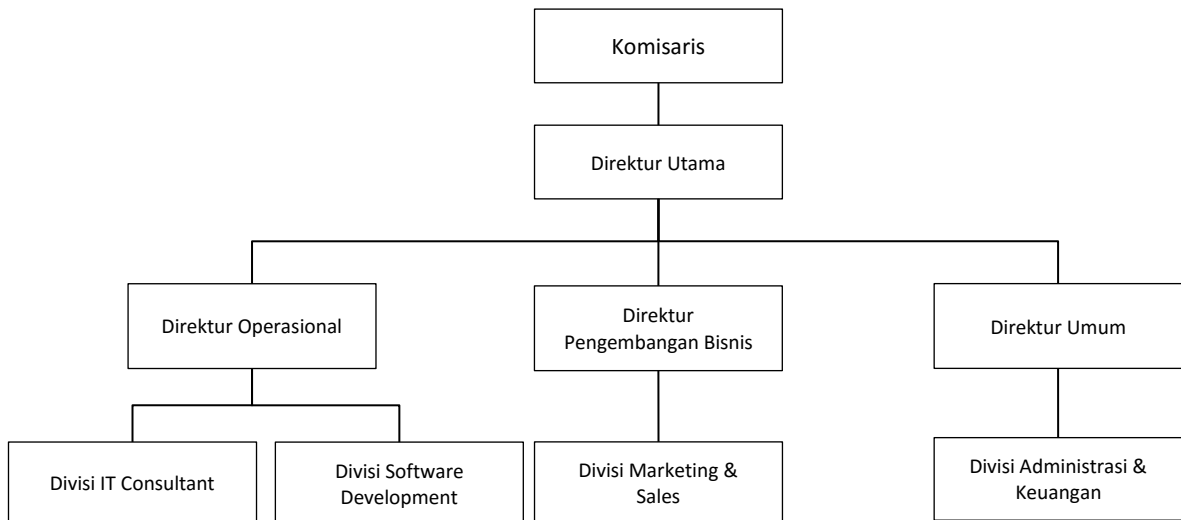 Komisaris
Direktur Utama
Direktur Operasional
Direktur
Pengembangan Bisnis
Direktur Umum
Divisi IT Consultant
Divisi Software
Development
Divisi Marketing &
Sales
Divisi Administrasi &
Keuangan